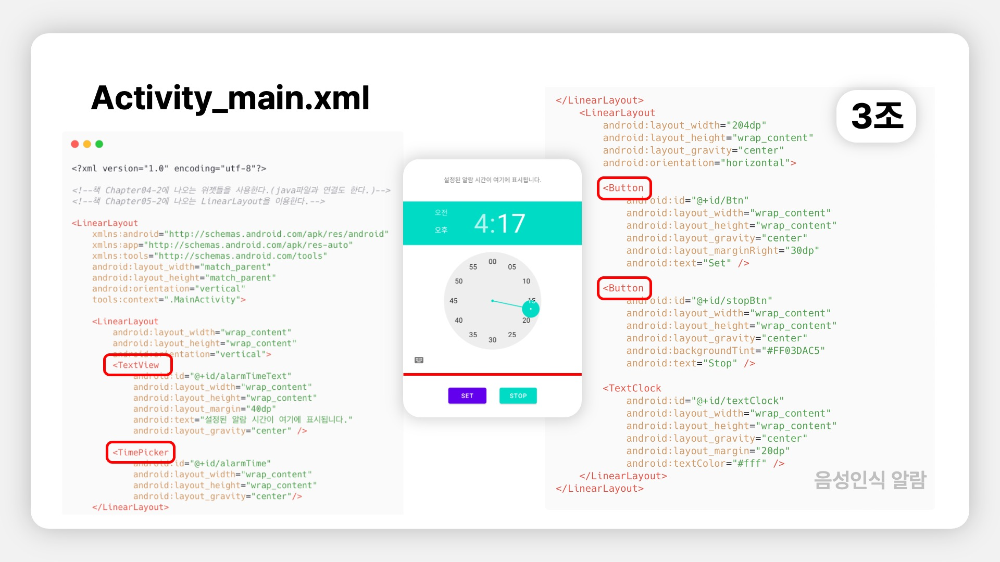 Activity_main.xml
<?xml version="1.0" encoding="utf-8"?>
<!--책 Chapter04-2에 나오는 위젯들을 사용한다.(java파일과 연결도 한다.)-->
<!--책 Chapter05-2에 나오는 LinearLayout을 이용한다.-->
<LinearLayout
xmlns:android="http://schemas.android.com/apk/res/android"
xmlns:app="http://schemas.android.com/apk/res-auto"
xmlns:tools="http://schemas.android.com/tools"
android:layout_width="match_parent"
android:layout_height="match_parent"
android:orientation="vertical"
tools:context=".MainActivity">
<LinearLayout
android:layout_width="wrap_content"
android:layout_height="wrap_content"
android:orientation="vertical">
<TextView
android:id="@+id/alarmTimeText"
android:layout_width="wrap_content"
android:layout_height="wrap_content"
android:layout_margin="40dp"
android:text="설정된 알람 시간이 여기에 표시됩니다."
android:layout_gravity="center" />
<TimePicker
android:id="@+id/alarmTime"
android:layout_width="wrap_content"
android:layout_height="wrap_content"
android:layout_gravity="center"/>
</LinearLayout>
설정된 알람 시간이 여기에 표시됩니다.
오전
오후
4:17
00
05
10
15
20
25
30
35
40
45
50
55
SET
STOP
</LinearLayout>
<LinearLayout
android:layout_width="204dp"
android:layout_height="wrap_content"
android:layout_gravity="center"
android:orientation="horizontal">
<Button
android:id="@+id/Btn"
android:layout_width="wrap_content"
android:layout_height="wrap_content"
android:layout_gravity="center"
android:layout_marginRight="30dp"
android:text="Set" />
<Button
android:id="@+id/stopBtn"
android:layout_width="wrap_content"
android:layout_height="wrap_content"
android:layout_gravity="center"
android:backgroundTint="#FF03DAC5"
android:text="Stop" />
<TextClock
android:id="@+id/textClock"
android:layout_width="wrap_content"
android:layout_height="wrap_content"
android:layout_gravity="center"
android:layout_margin="20dp"
android:textColor="#fff" />
</LinearLayout>
</LinearLayout>
3조
음성인식 알람